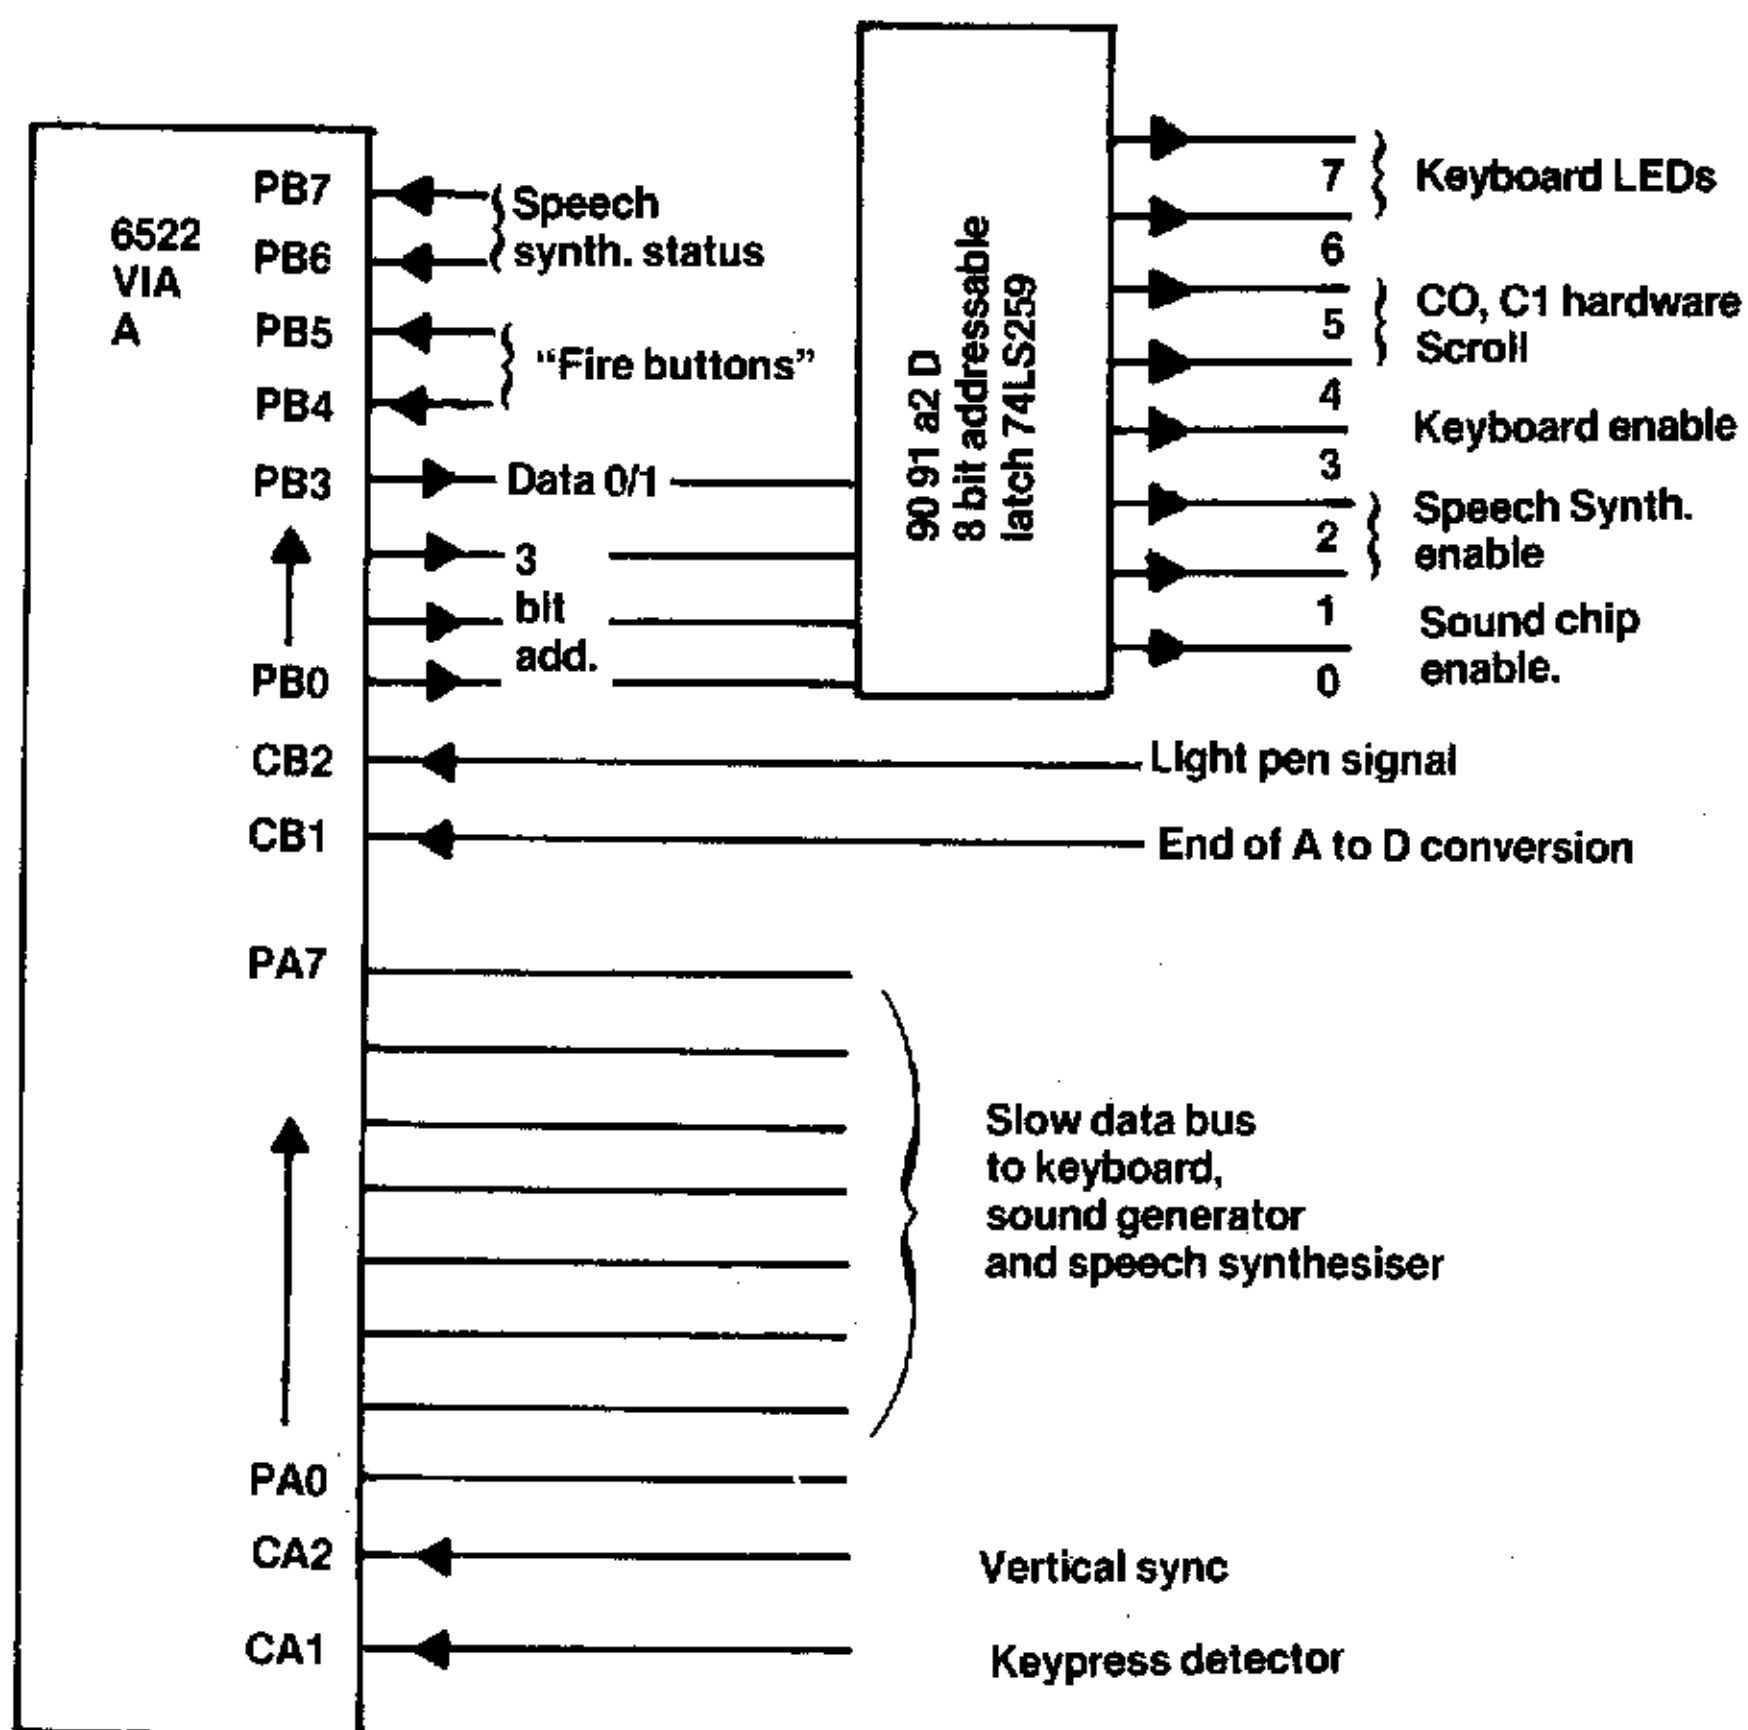 6522
VIA
A
PB7
PB6
PB5
PB4
PB3
PB0
CB2
CB1
PA7
PA0
CA2
CA1
Speech
synth. status
"Fire buttons"
Data 0/1
3
bit
add.
90 91 a2 D
8 bit addressable
latch 74LS259
7
6
5
4
3
2
1
0
Keyboard LEDs
CO, C1 hardware
Scroll
Keyboard enable
Speech Synth.
enable
Sound chip
enable.
Light pen signal
End of A to D conversion
Slow data bus
to keyboard,
sound generator
and speech synthesiser
Vertical sync
Keypress detector